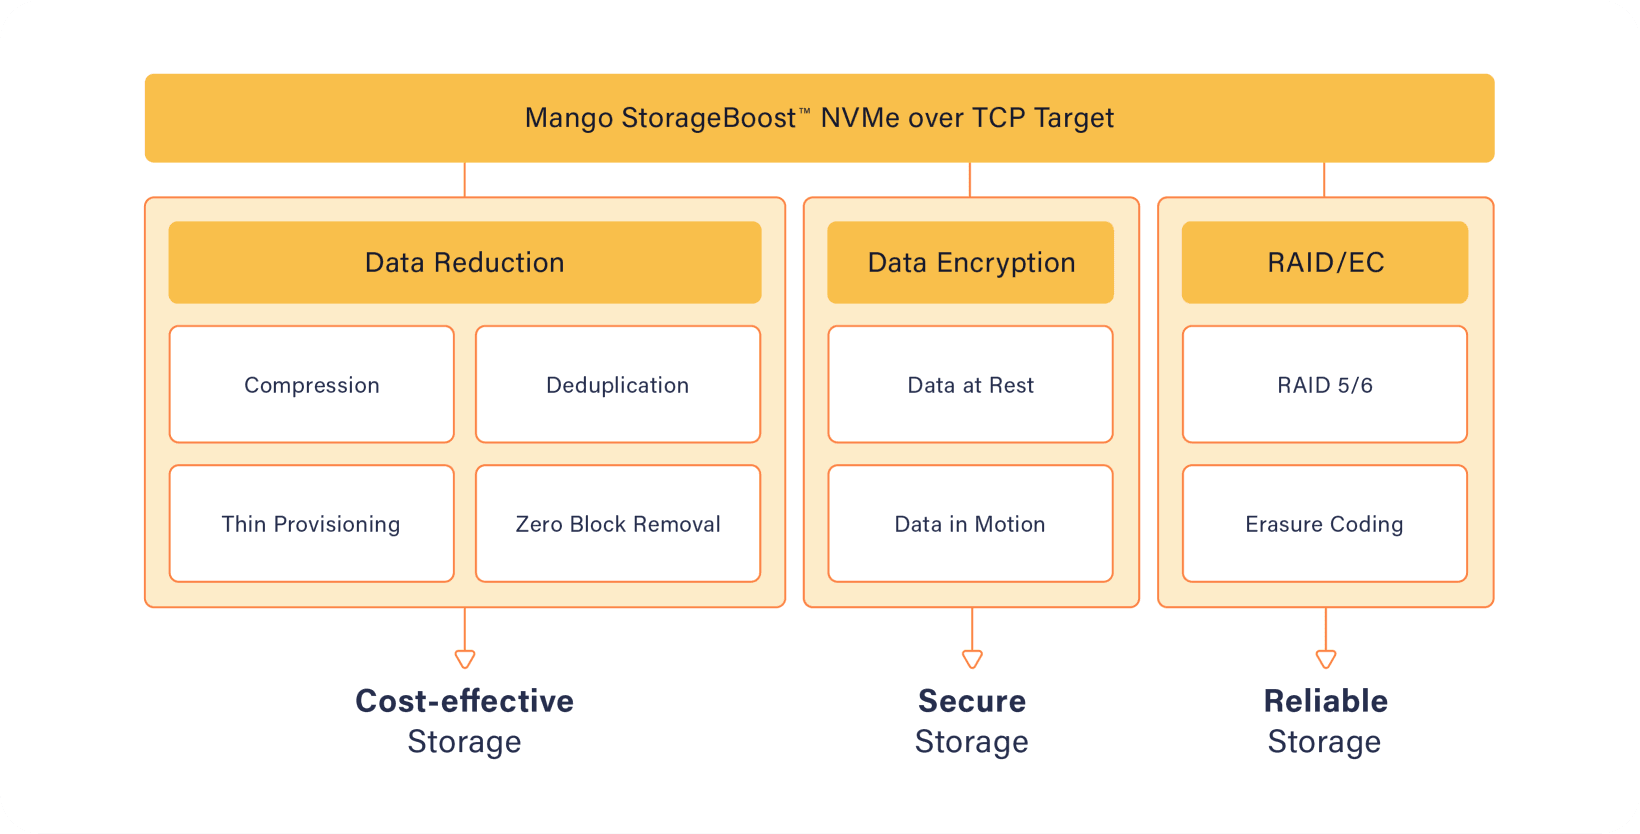 Mango StorageBoost™ NVMe over TCP Target
Data Reduction
Compression
Deduplication
Thin Provisioning
Zero Block Removal
Data Encryption
Data at Rest
Data in Motion
RAID/EC
RAID 5/6
Erasure Coding
Cost-effective
Storage
Secure
Storage
Reliable
Storage